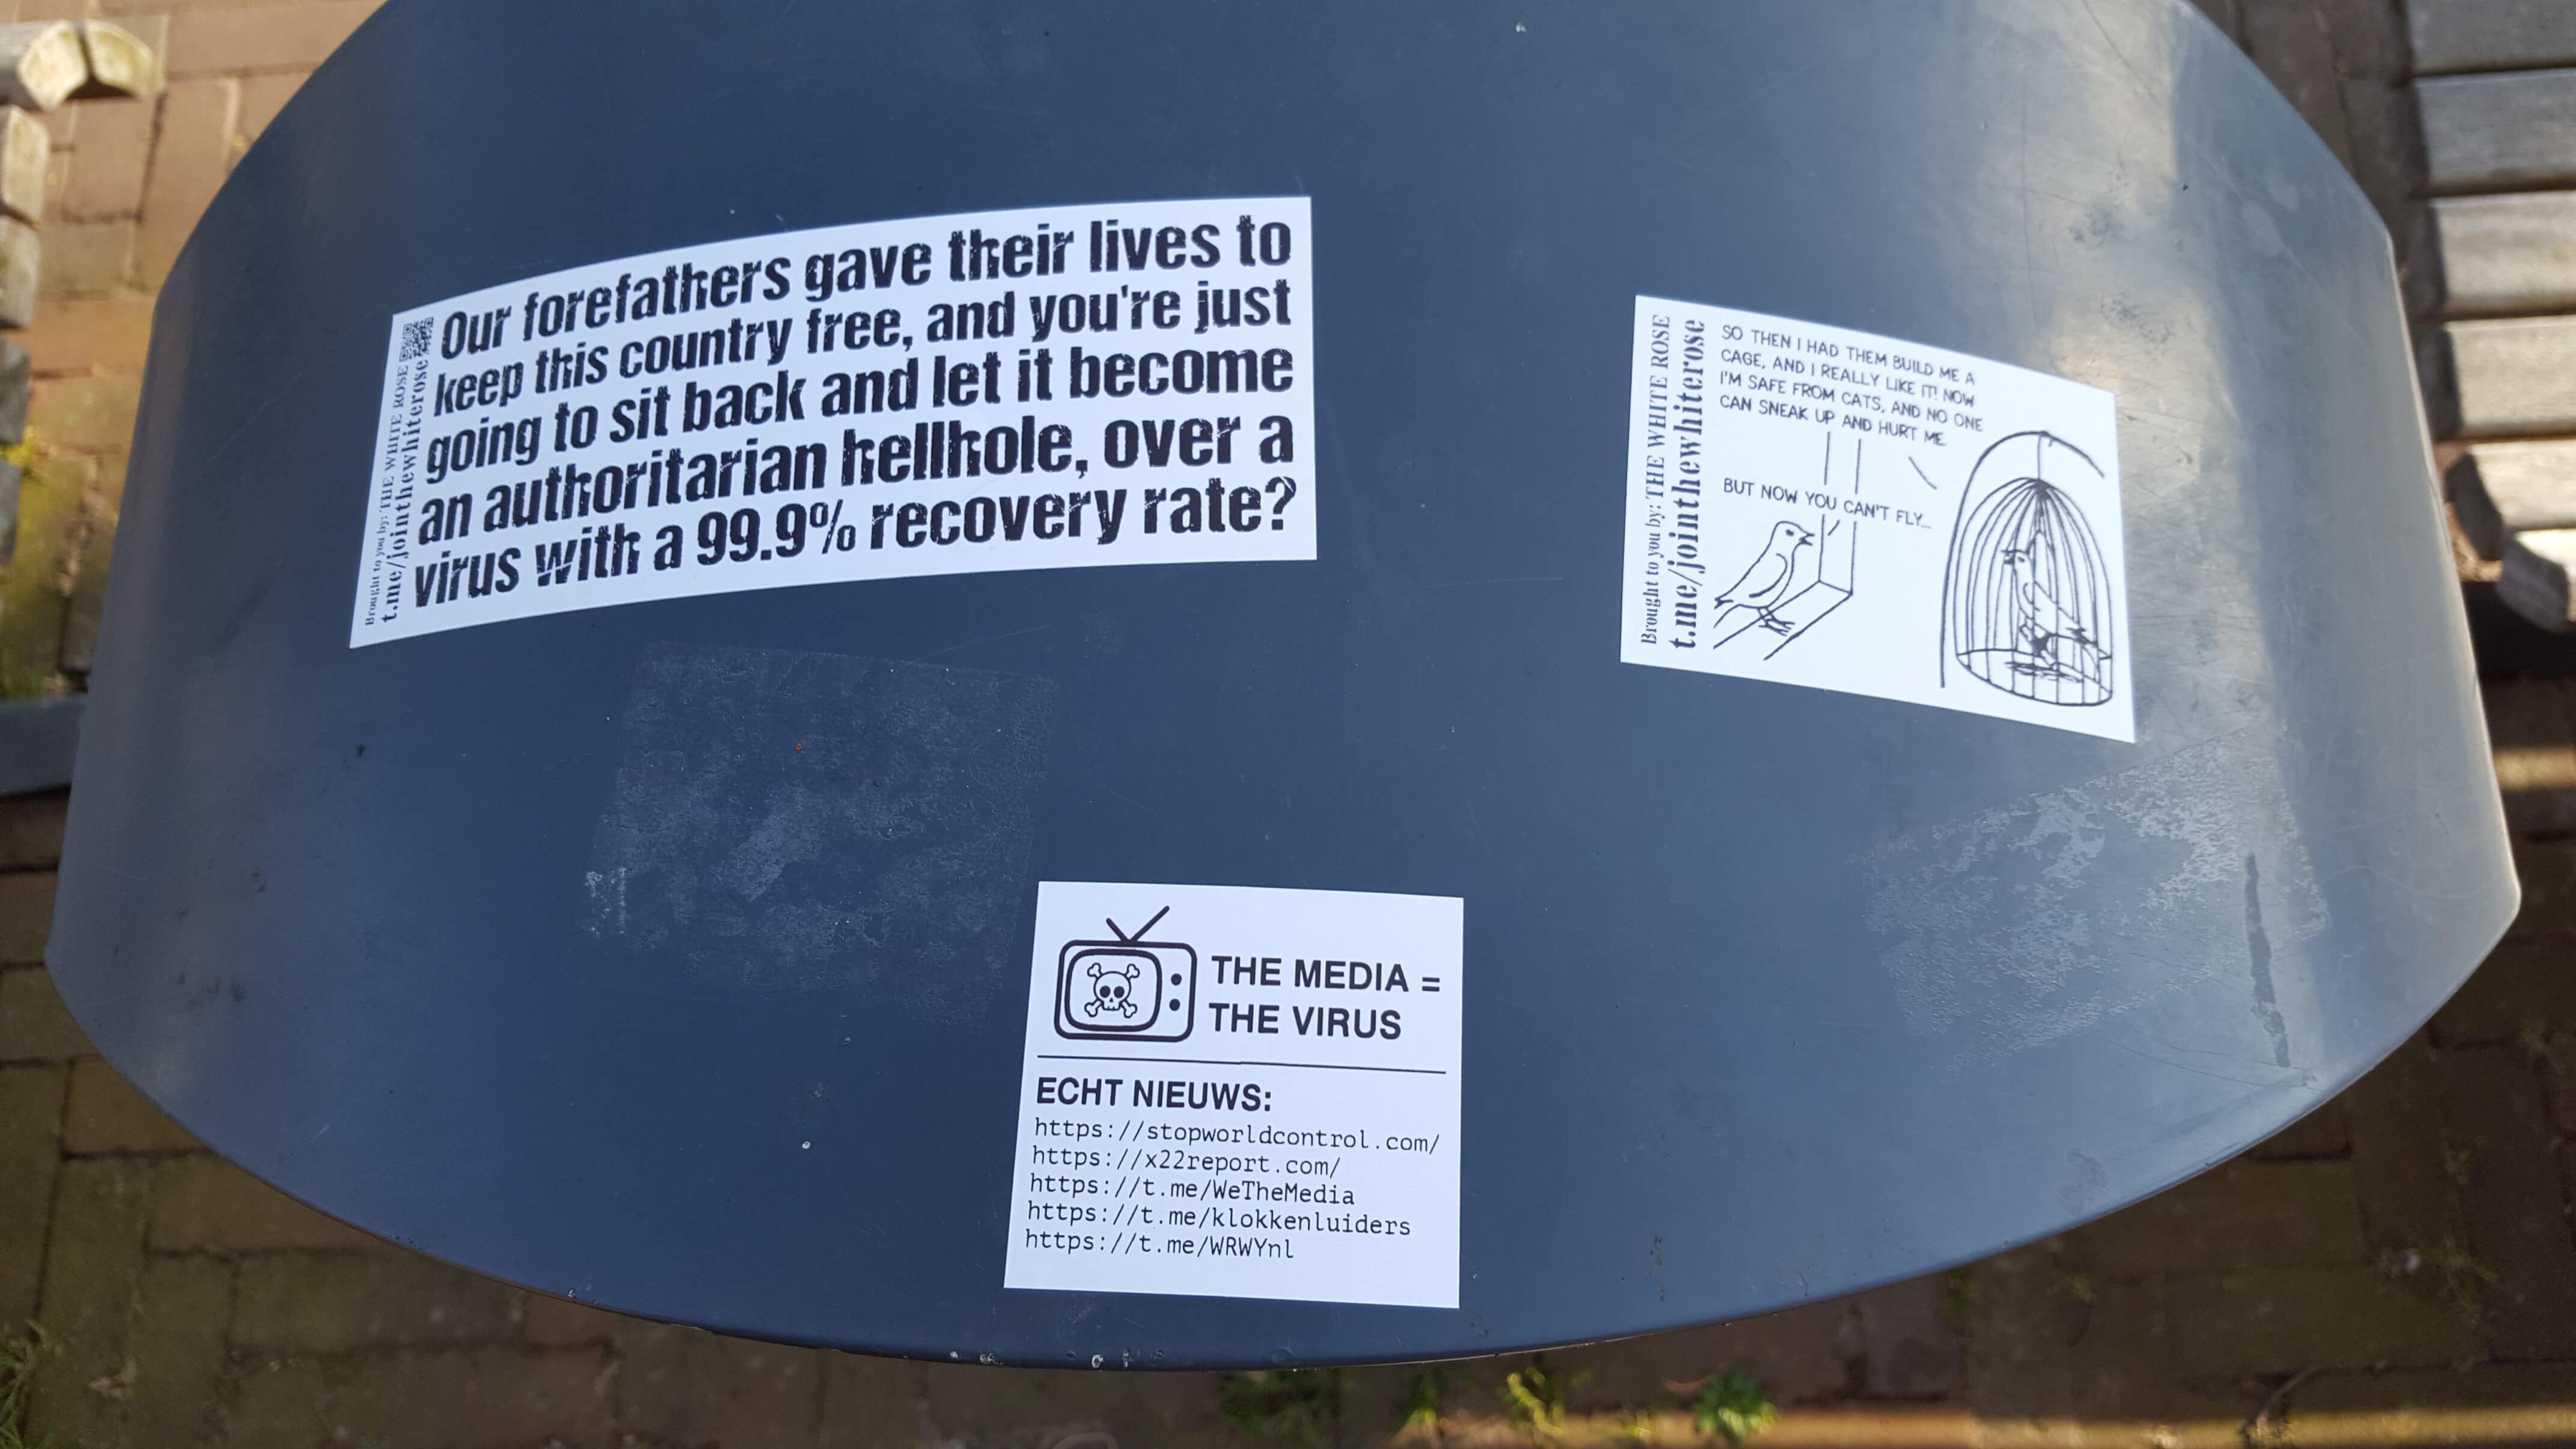 Our forefathers gave their lives to
keep this country free, and you're just
going to sit back and let it become
an authoritarian hellhole, over a
virus with a 99.9% recovery rate?
Brought to you by: THE WHITE ROSE
t.me/jointhewhiterose
SO THEN I HAD THEM BUILD ME A
CAGE, AND I REALLY LIKE IT! NOW
I'M SAFE FROM CATS, AND NO ONE
CAN SNEAK UP AND HURT ME.
BUT NOW YOU CAN'T FLY...
Brought to you by: THE WHITE ROSE
t.me/jointhewhiterose
THE MEDIA =
THE VIRUS
ECHT NIEUWS:
https://stopworldcontrol.com/
https://x22report.com/
https://t.me/WeTheMedia
https://t.me/klokkenluiders
https://t.me/WRWYnl